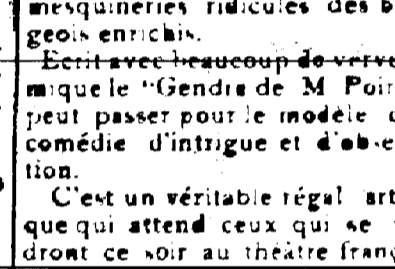 mesquineries ridicules des b
geois enrichis.
Ecrit avec beaucoup de verve
mique le "Gendre de M Poir
peut passer pour le modèle
comédie d'intrigue et d'obse
tion.
C'est un véritable régal art
que qui attend ceux qui se
dront ce soir au théâtre franç